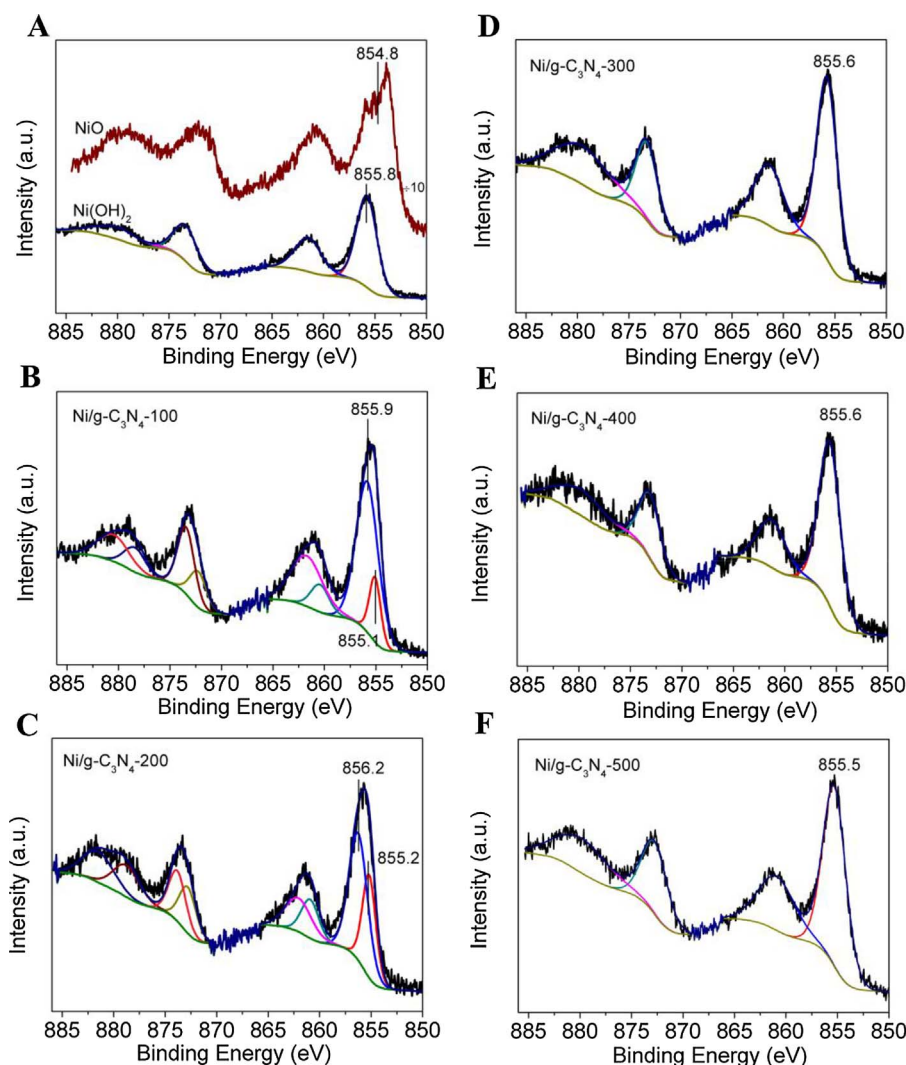 A
854.8
NiO
855.8
÷10
Ni(OH)2
Intensity (a.u.)
885 880 875 870 865 860 855 850
Binding Energy (eV)
B
Ni/g-C3N4-100
855.9
855.1
Intensity (a.u.)
885 880 875 870 865 860 855 850
Binding Energy (eV)
C
Ni/g-C3N4-200
856.2
855.2
Intensity (a.u.)
885 880 875 870 865 860 855 850
Binding Energy (eV)
D
Ni/g-C3N4-300
855.6
Intensity (a.u.)
885 880 875 870 865 860 855 850
Binding Energy (eV)
E
Ni/g-C3N4-400
855.6
Intensity (a.u.)
885 880 875 870 865 860 855 850
Binding Energy (eV)
F
Ni/g-C3N4-500
855.5
Intensity (a.u.)
885 880 875 870 865 860 855 850
Binding Energy (eV)